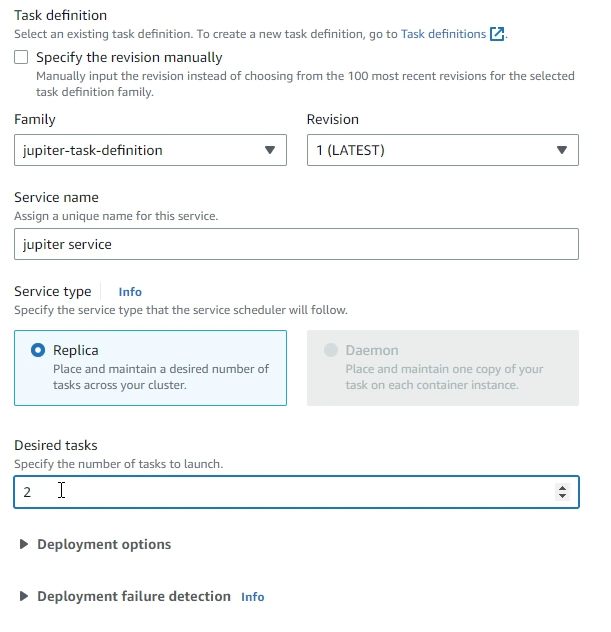 Task definition
Select an existing task definition. To create a new task definition, go to Task definitions.
Specify the revision manually
Manually input the revision instead of choosing from the 100 most recent revisions for the selected
task definition family.
Family
Revision
jupiter-task-definition
1 (LATEST)
Service name
Assign a unique name for this service.
jupiter service
Service type
Info
Specify the service type that the service scheduler will follow.
Replica
Place and maintain a desired number of
tasks across your cluster.
Daemon
Place and maintain one copy of your
task on each container instance.
Desired tasks
Specify the number of tasks to launch.
2
Deployment options
Deployment failure detection Info